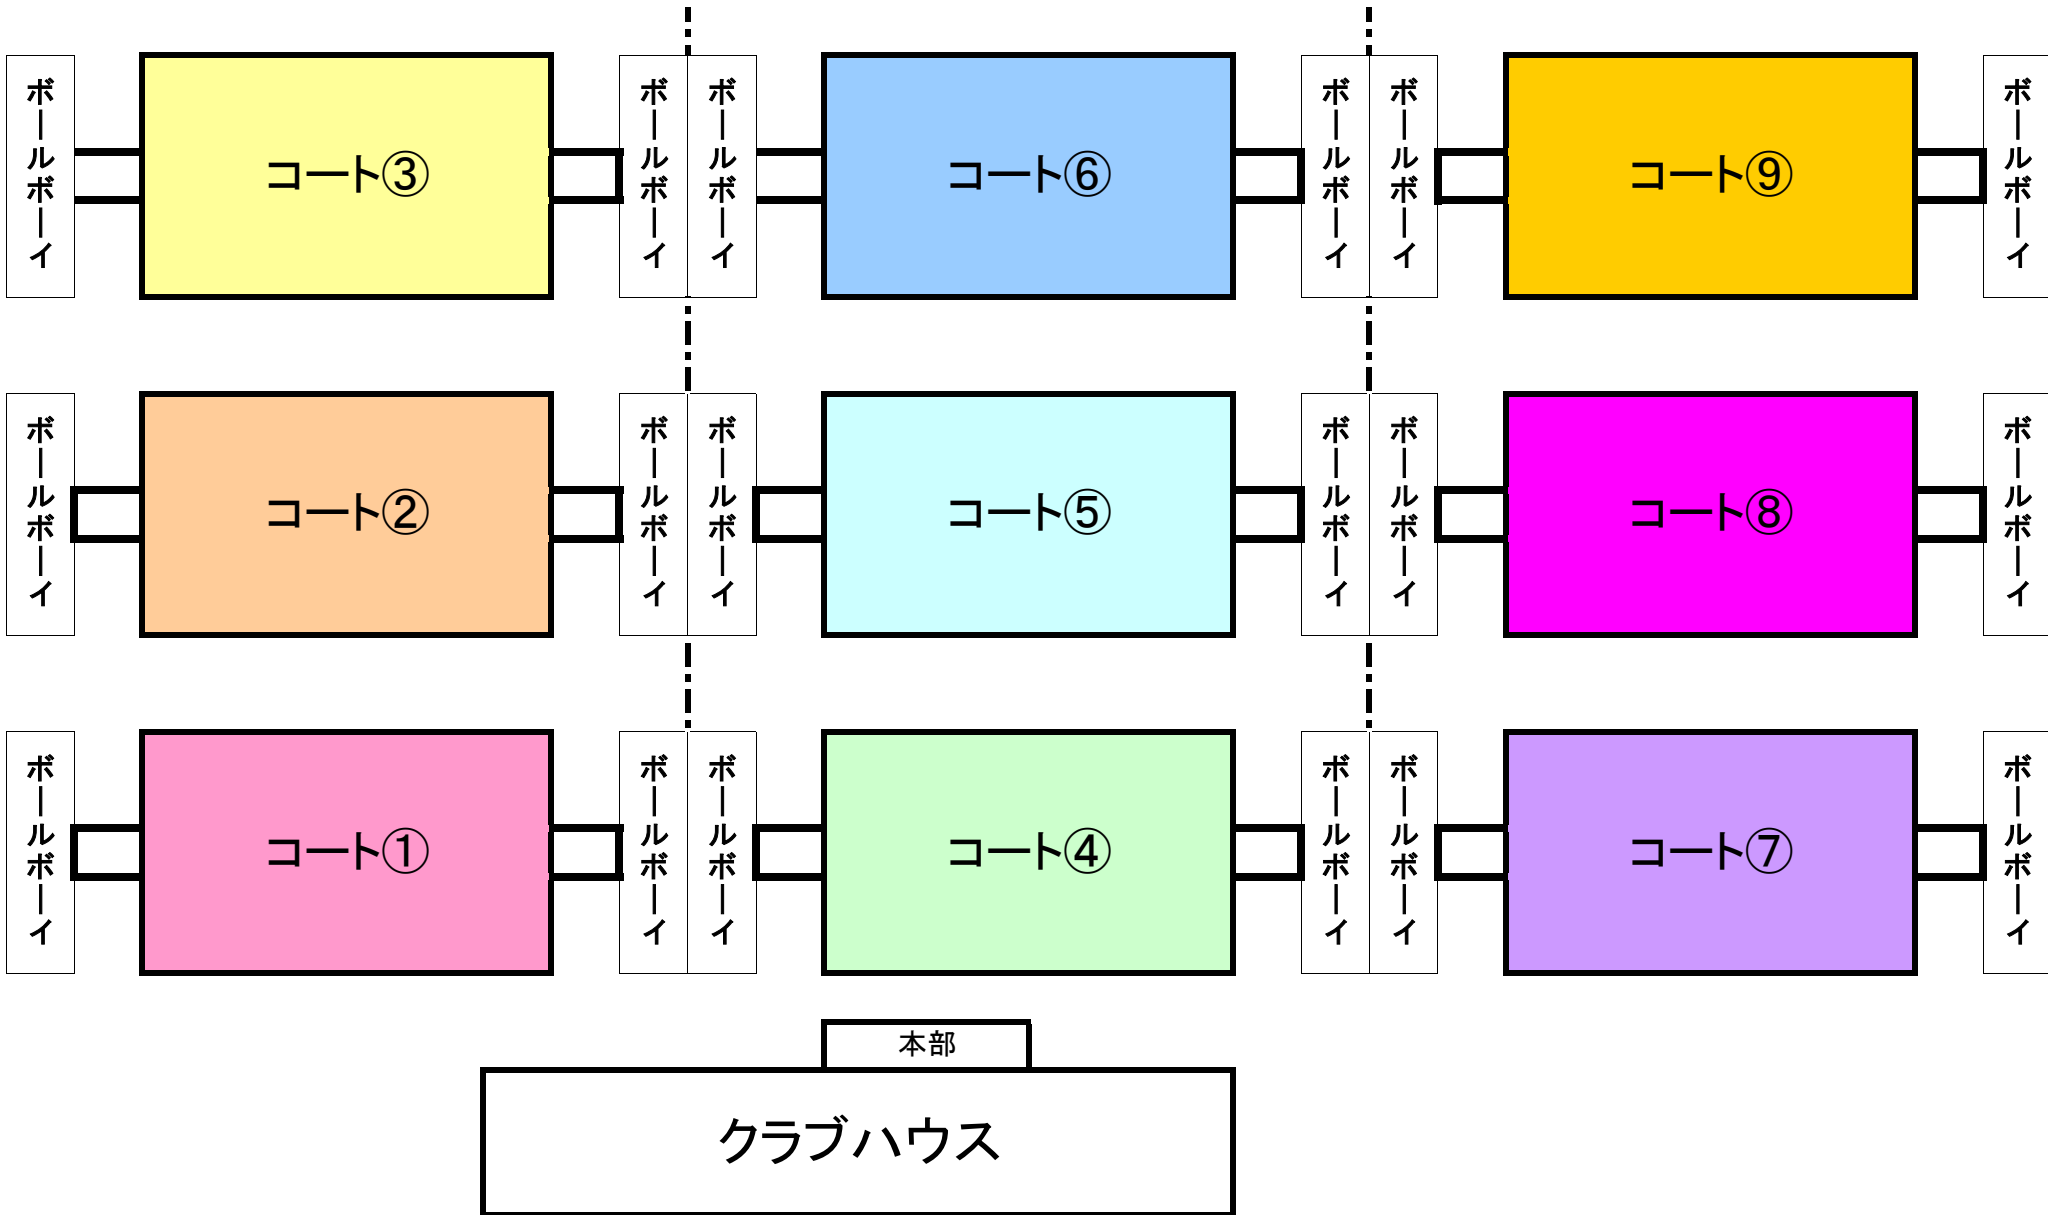 ボールボーイ
コート③
ボールボーイ
ボールボーイ
コート⑥
ボールボーイ
ボールボーイ
コート⑨
ボールボーイ
ボールボーイ
コート②
ボールボーイ
ボールボーイ
コート⑤
ボールボーイ
ボールボーイ
コート⑧
ボールボーイ
ボールボーイ
コート①
ボールボーイ
ボールボーイ
コート④
ボールボーイ
ボールボーイ
コート⑦
ボールボーイ
本部
クラブハウス